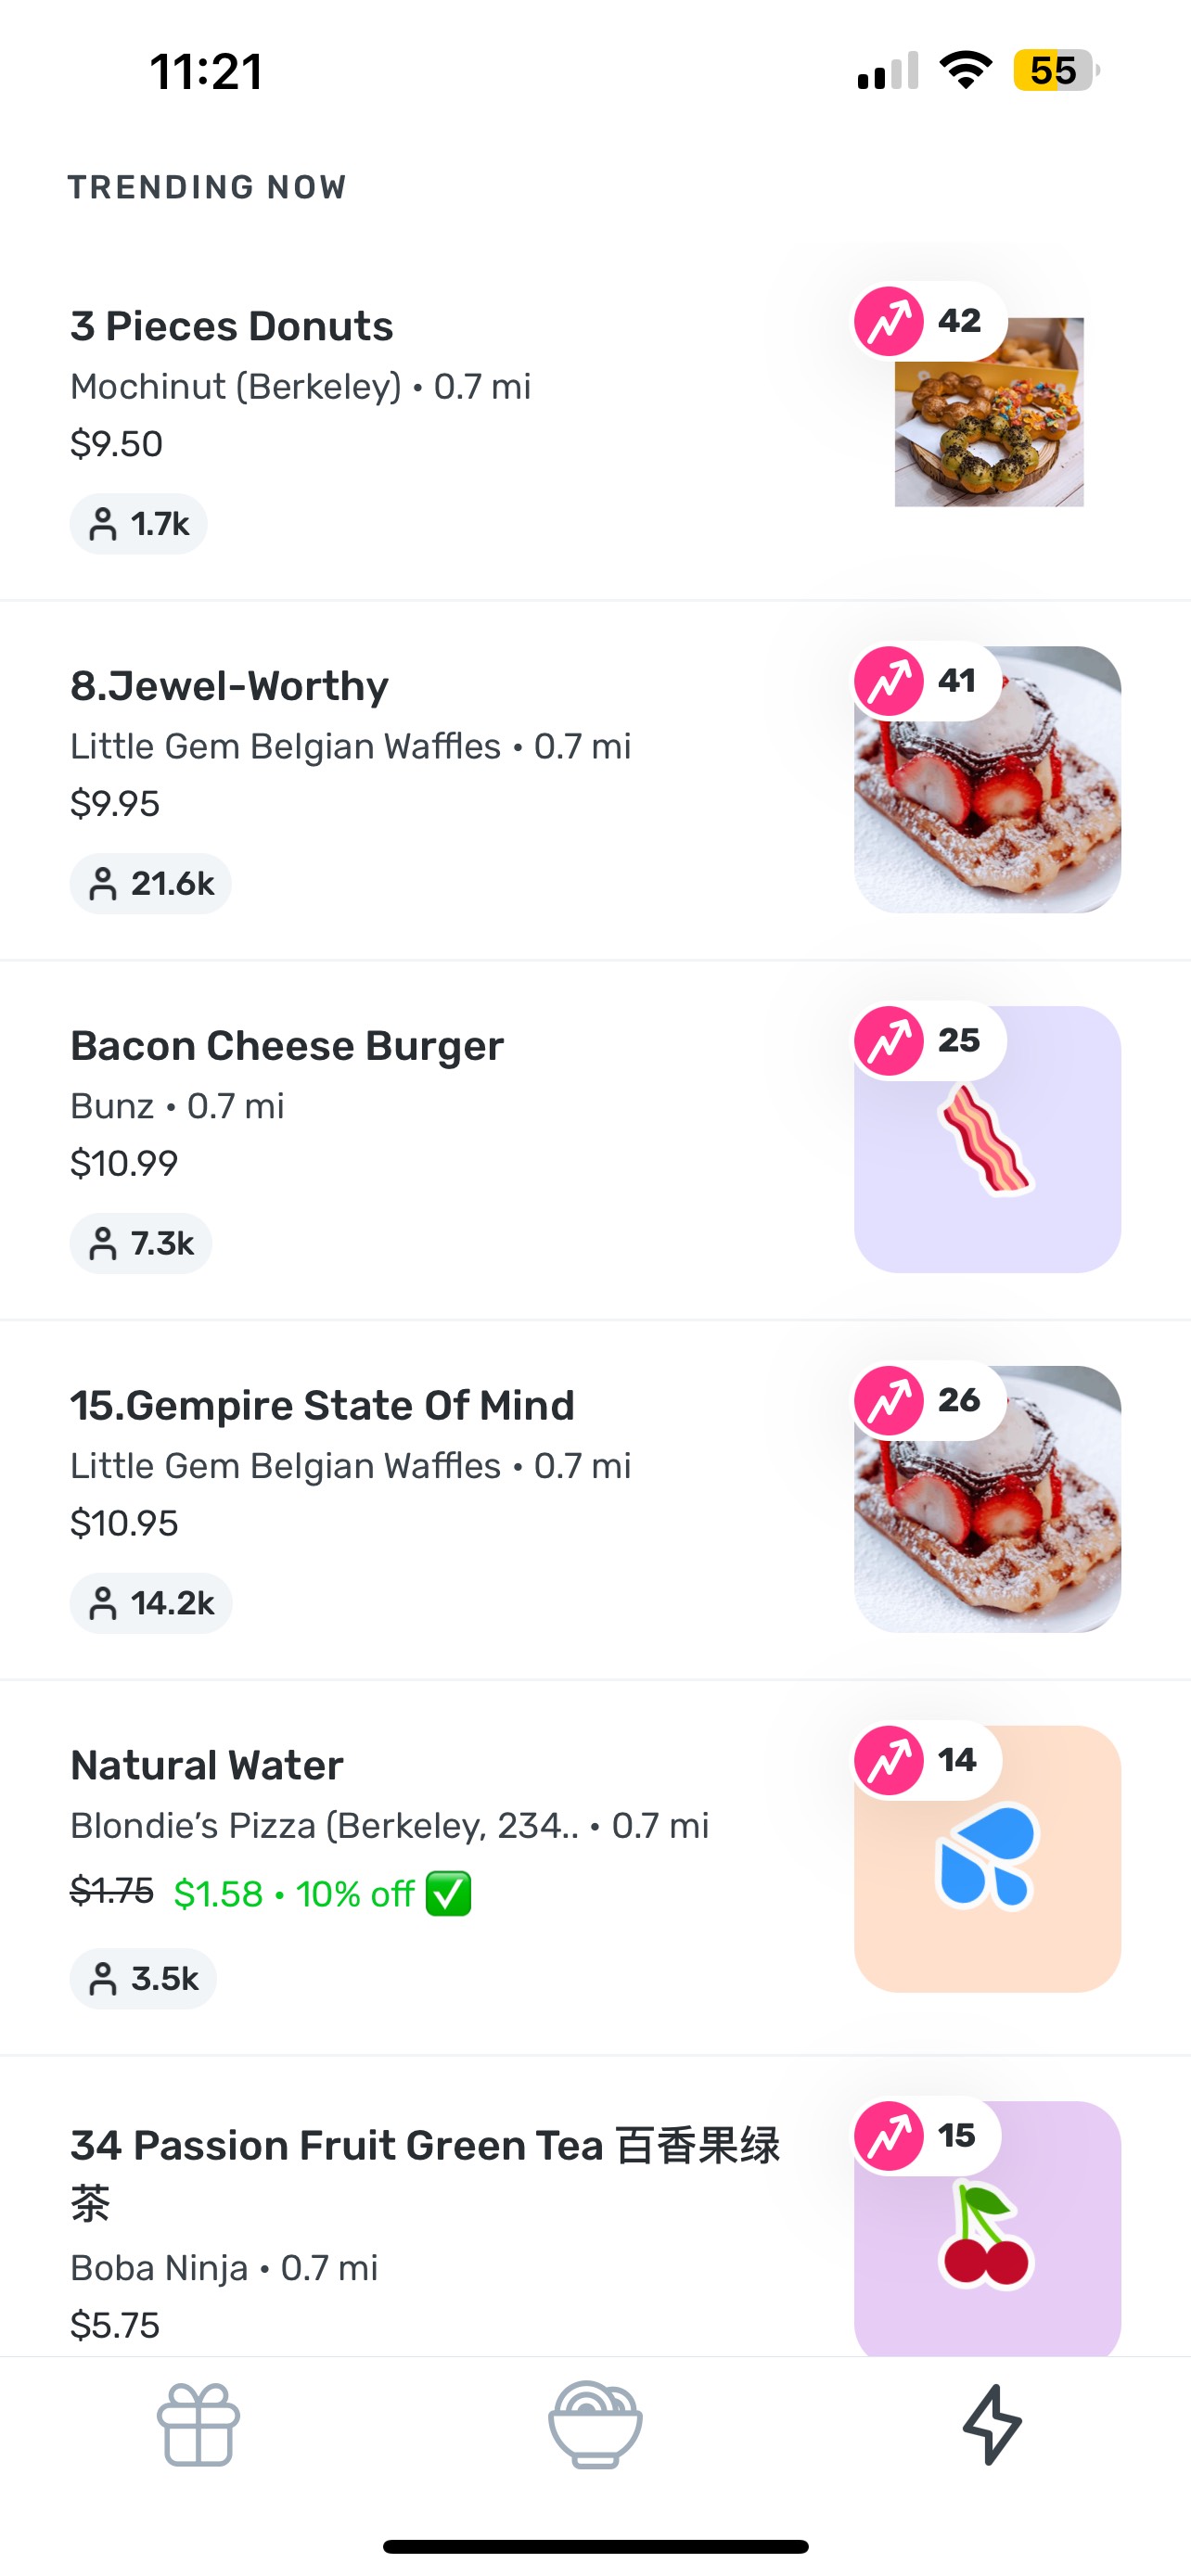 11:21
55
TRENDING NOW
3 Pieces Donuts
42
Mochinut (Berkeley) • 0.7 mi
$9.50
1.7k
8.Jewel-Worthy
41
Little Gem Belgian Waffles • 0.7 mi
$9.95
21.6k
Bacon Cheese Burger
25
Bunz • 0.7 mi
$10.99
7.3k
15.Gempire State Of Mind
26
Little Gem Belgian Waffles • 0.7 mi
$10.95
14.2k
Natural Water
14
Blondie’s Pizza (Berkeley, 234.. • 0.7 mi
$1.75 $1.58 • 10% off ✅
3.5k
34 Passion Fruit Green Tea 百香果绿
茶
15
Boba Ninja • 0.7 mi
$5.75